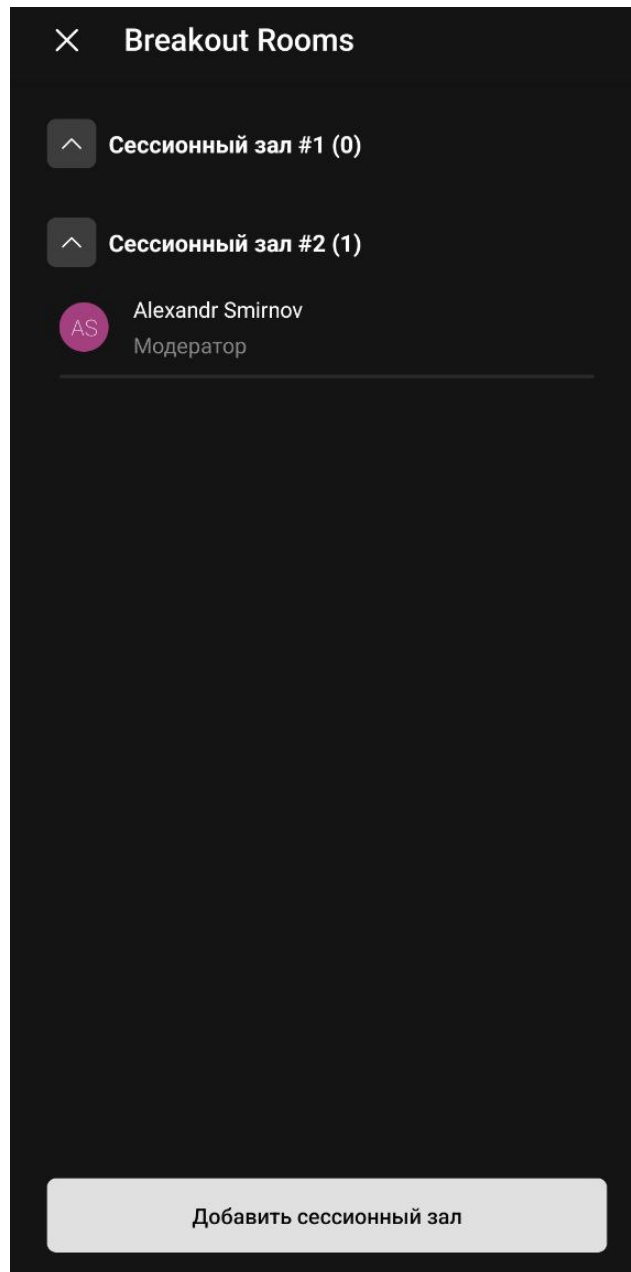 Breakout Rooms
Сессионный зал #1 (0)
Сессионный зал #2 (1)
AS
Alexandr Smirnov
Модератор
Добавить сессионный зал